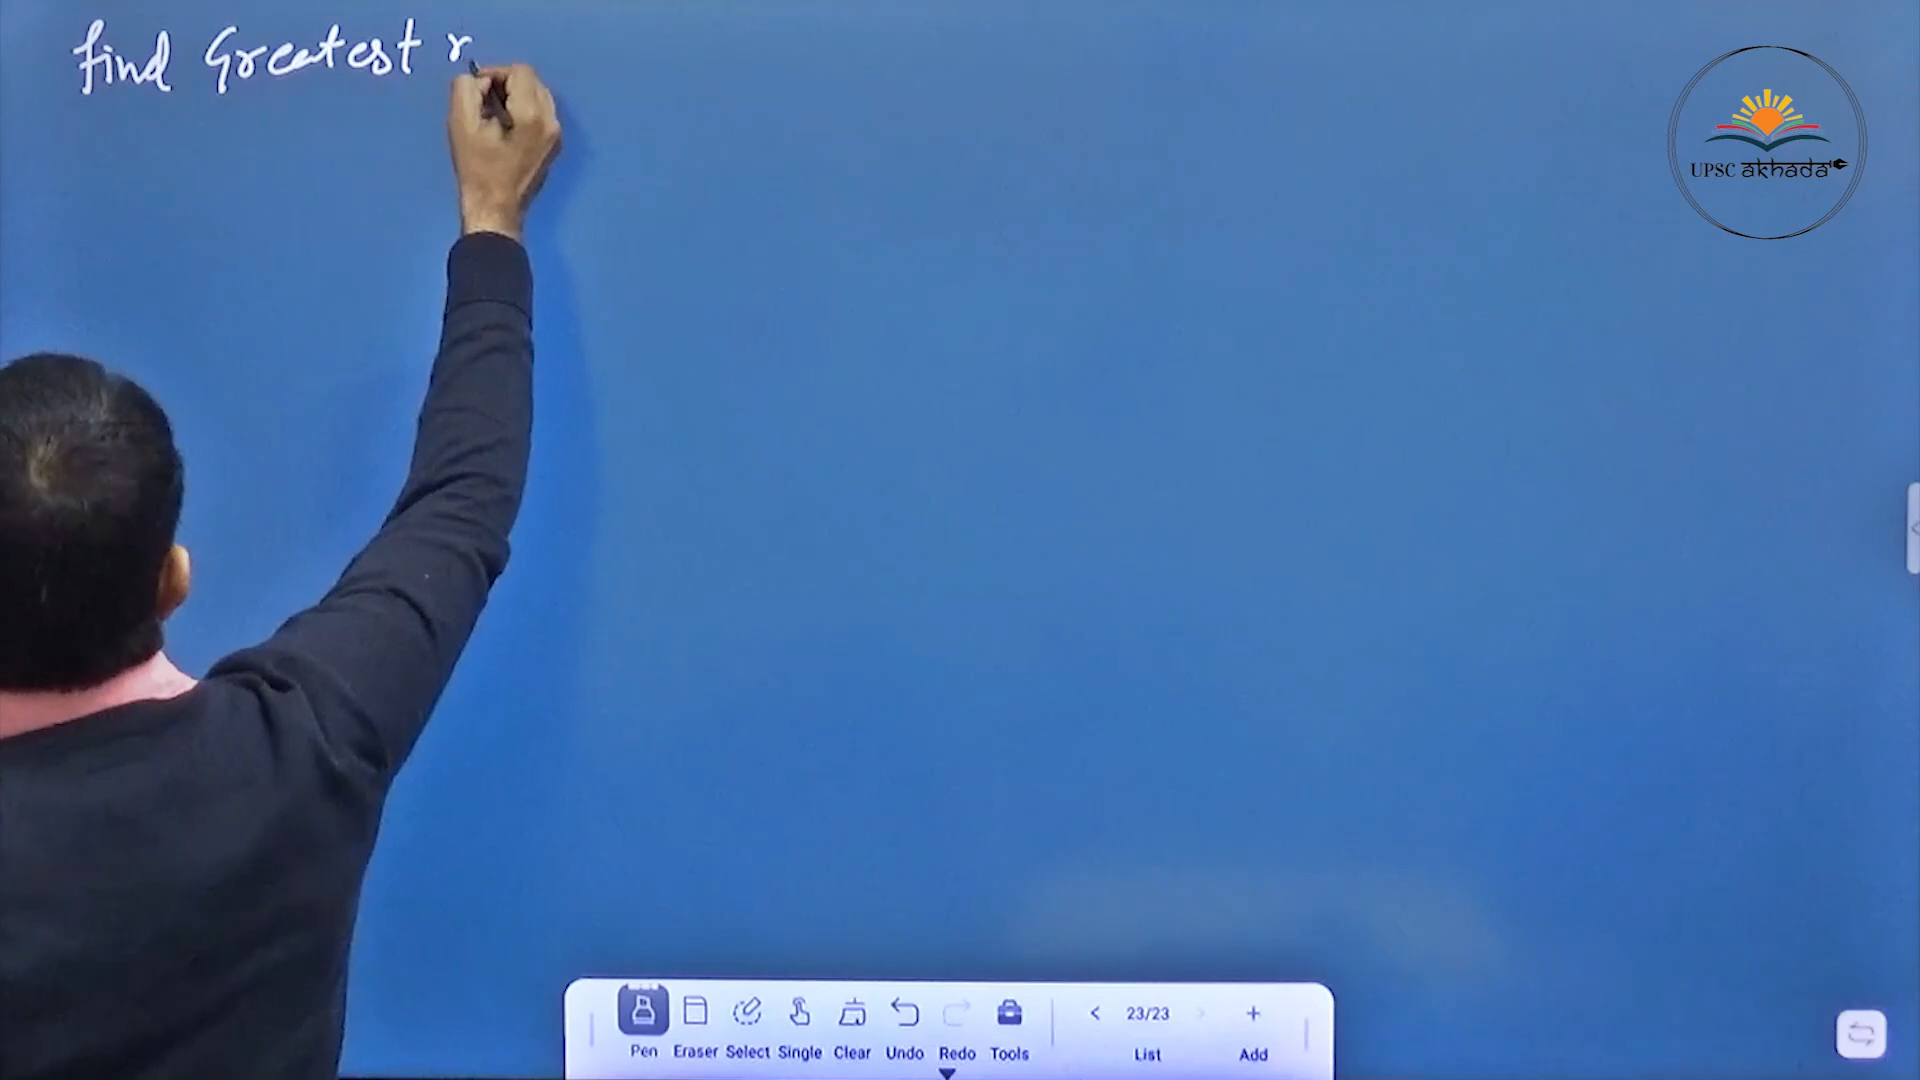 find Greatest
UPSC akhada
Pen Eraser Select Single Clear Undo Redo Tools < 23/23 > +
List Add